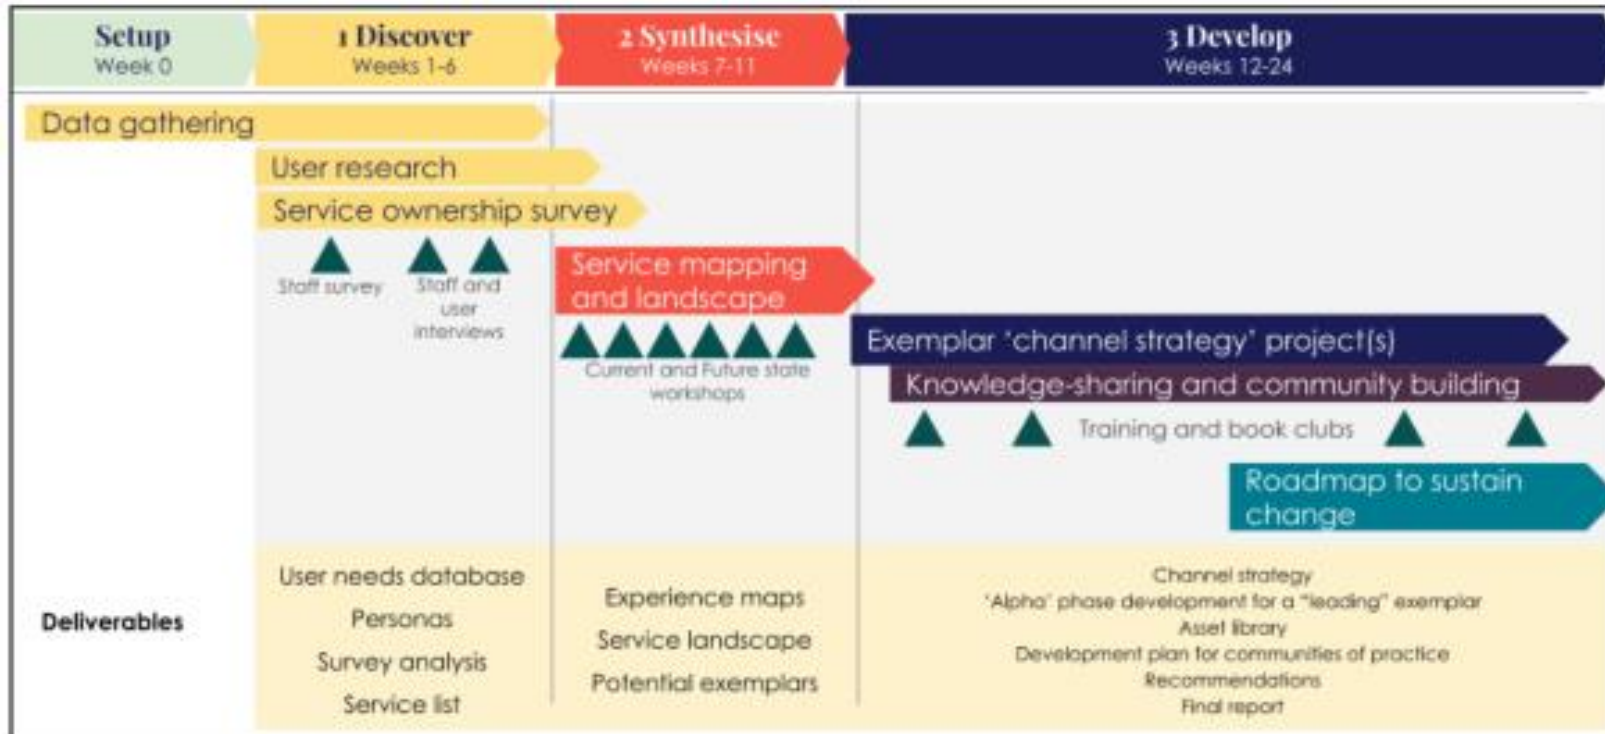 Setup
Week 0
1 Discover
Weeks 1-6
2 Synthesise
Weeks 7-11
3 Develop
Weeks 12-24
Data gathering
User research
Service ownership survey
Staff survey
Staff and
user
interviews
Service mapping
and landscape
Current and Future state
workshops
Exemplar ‘channel strategy’ project(s)
Knowledge-sharing and community building
Training and book clubs
Roadmap to sustain
change
Deliverables
User needs database
Personas
Survey analysis
Service list
Experience maps
Service landscape
Potential exemplars
Channel strategy
‘Alpha’ phase development for a “leading” exemplar
Asset library
Development plan for communities of practice
Recommendations
Final report